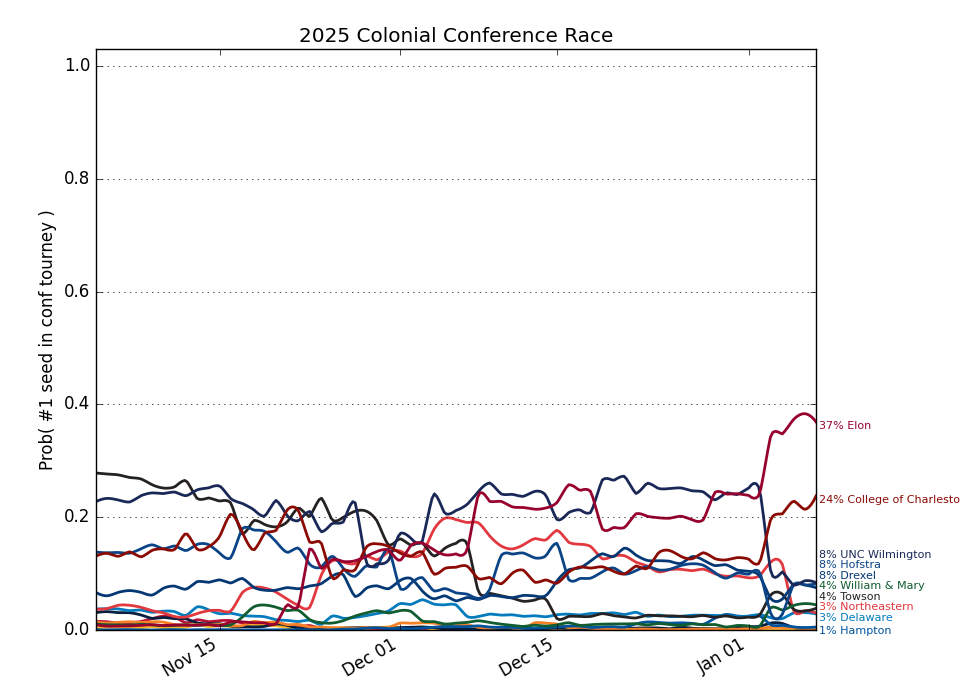 2025 Colonial Conference Race
Prob( #1 seed in conf tourney )
1.0
0.8
0.6
0.4
0.2
0.0
Nov 15
Dec 01
Dec 15
Jan 01
37% Elon
24% College of Charlesto
8% UNC Wilmington
8% Hofstra
8% Drexel
4% William & Mary
4% Towson
3% Northeastern
3% Delaware
1% Hampton